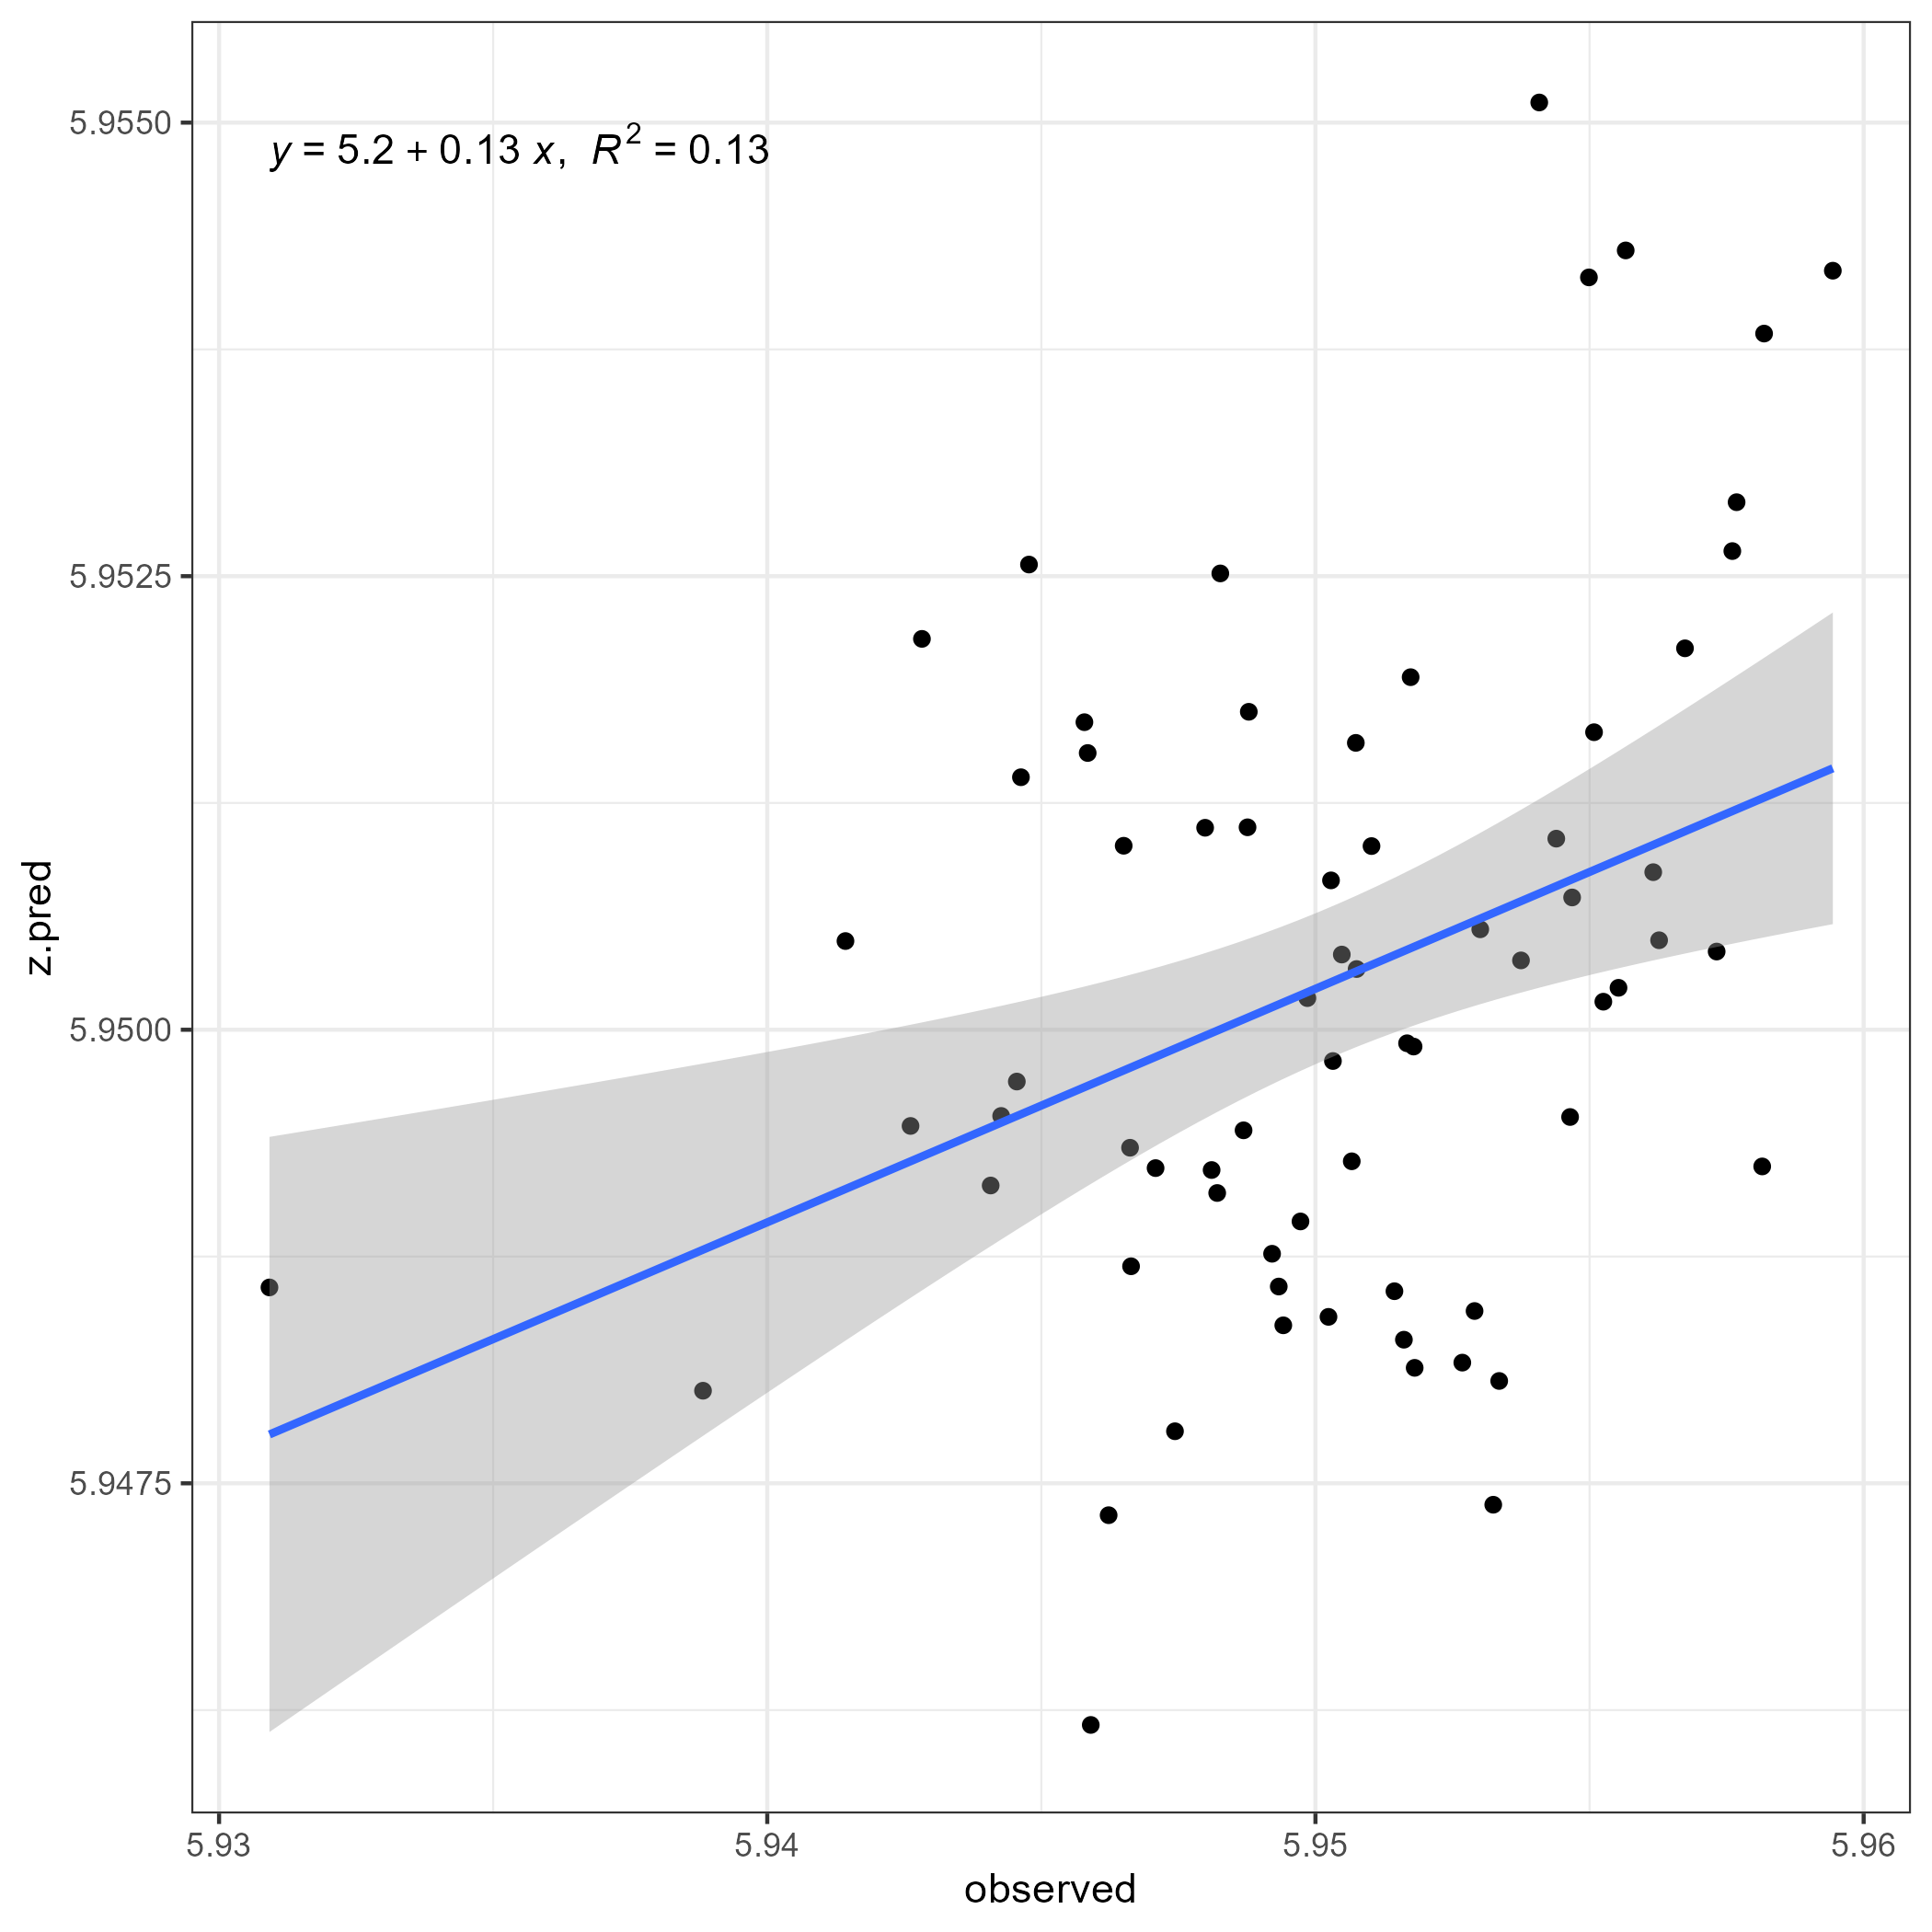 y = 5.2 + 0.13 x, R² = 0.13
5.9550
5.9525
5.9500
5.9475
z.pred
5.93 5.94 5.95 5.96
observed